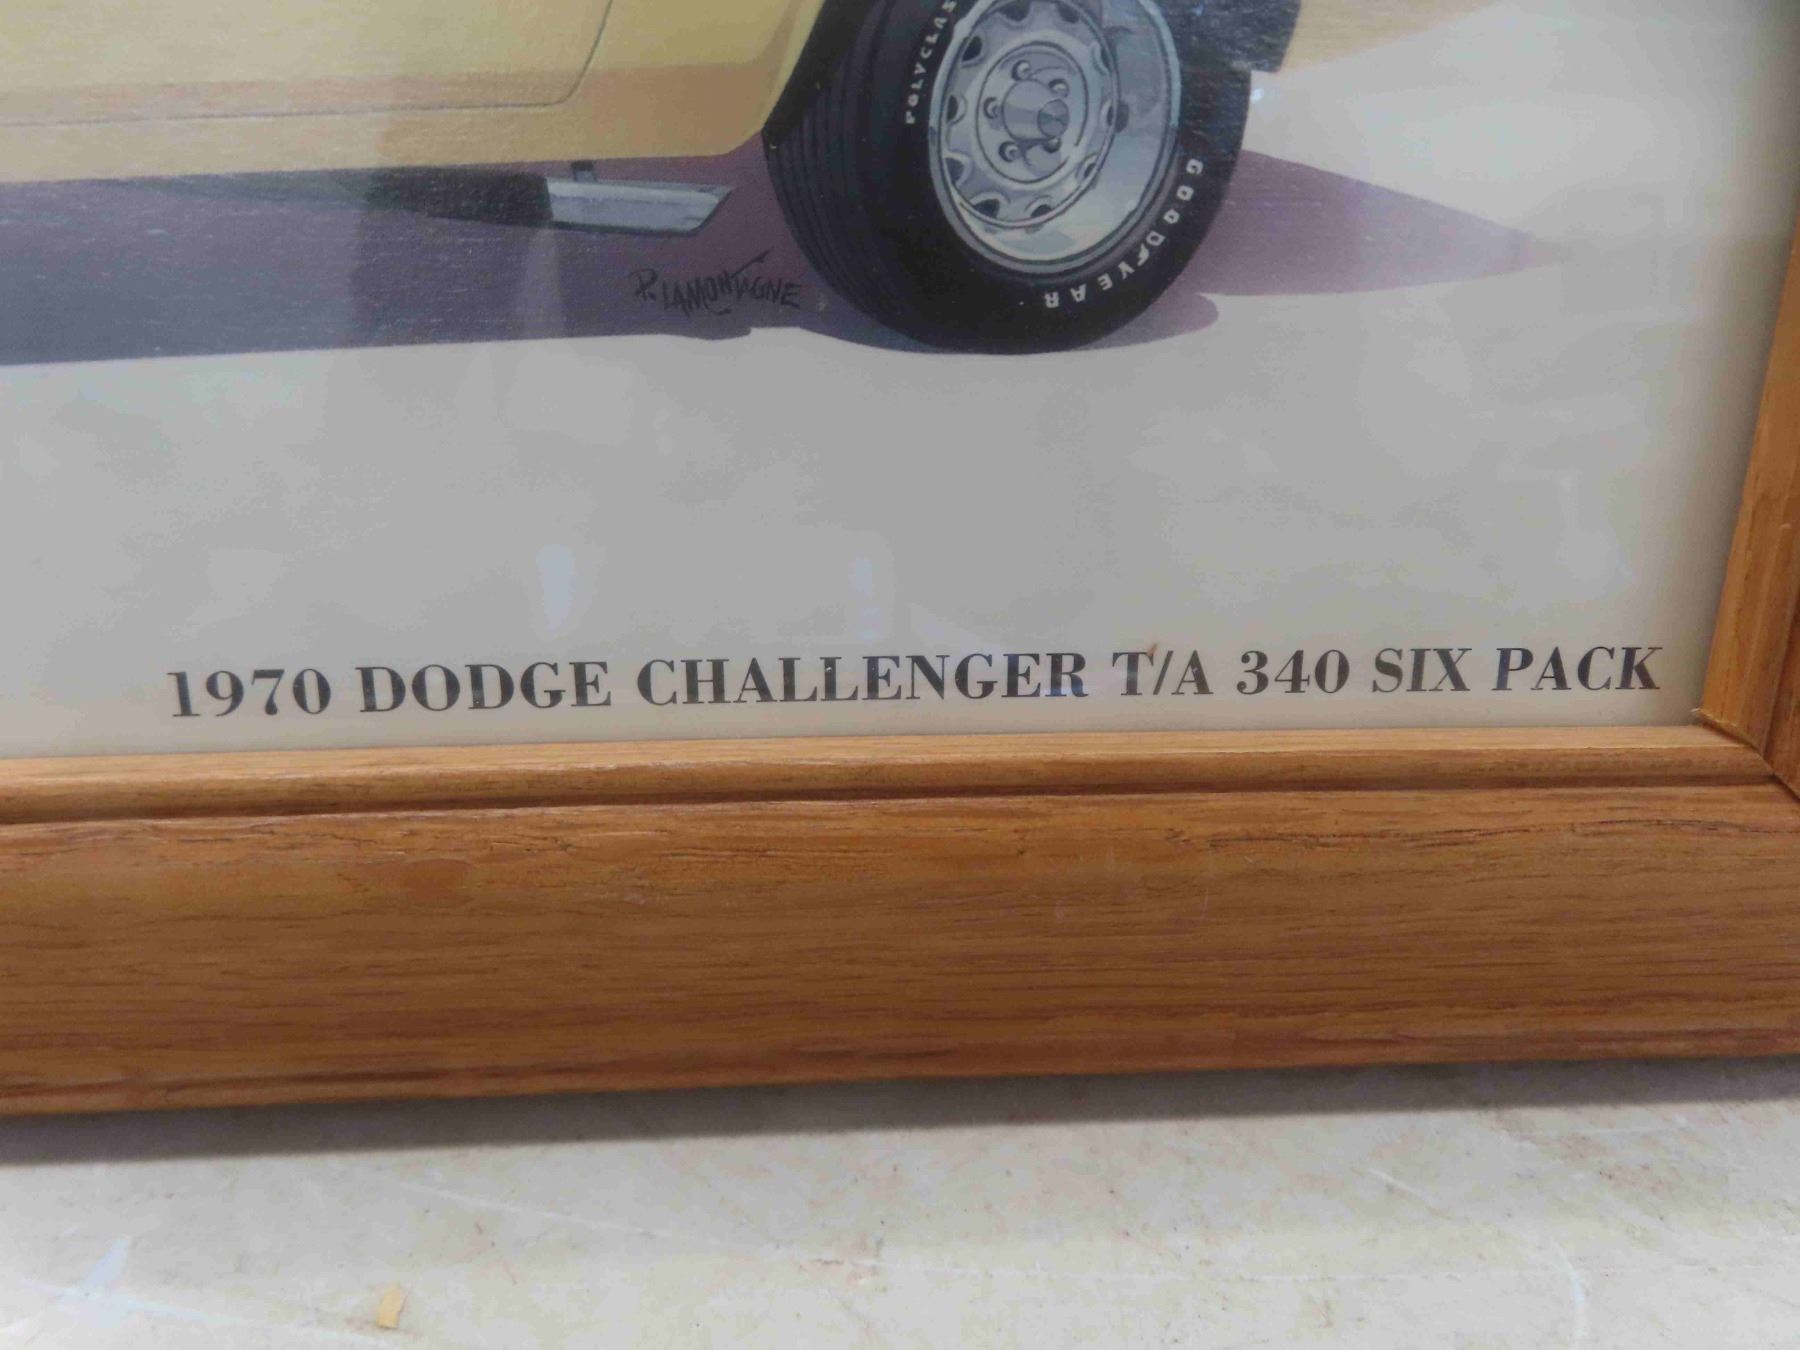 POLYGLAS
GOODYEAR
P. LAMONTAGNE
1970 DODGE CHALLENGER T/A 340 SIX PACK